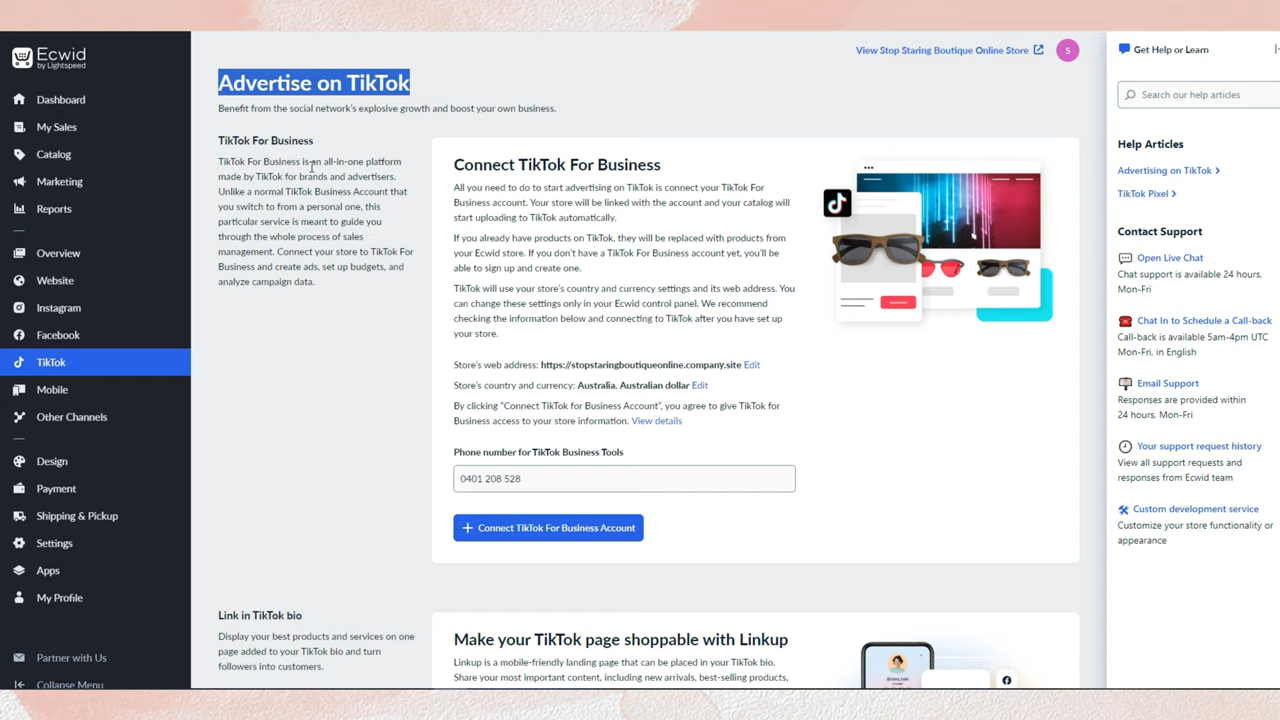 Ecwid
by Lightspeed
Dashboard
My Sales
Catalog
Marketing
Reports
Overview
Website
Instagram
Facebook
TikTok
Mobile
Other Channels
Design
Payment
Shipping & Pickup
Settings
Apps
My Profile
Partner with Us
Collapse Menu
View Stop Staring Boutique Online Store
S
Advertise on TikTok
Benefit from the social network's explosive growth and boost your own business.
TikTok For Business
TikTok For Business is an all-in-one platform
made by TikTok for brands and advertisers.
Unlike a normal TikTok Business Account that
you switch to from a personal one, this
particular service is meant to guide you
through the whole process of sales
management. Connect your store to TikTok For
Business and create ads, set up budgets, and
analyze campaign data.
Connect TikTok For Business
All you need to do to start advertising on TikTok is connect your TikTok For
Business account. Your store will be linked with the account and your catalog will
start uploading to TikTok automatically.
If you already have products on TikTok, they will be replaced with products from
your Ecwid store. If you don't have a TikTok For Business account yet, you'll be
able to sign up and create one.
TikTok will use your store's country and currency settings and its web address. You
can change these settings only in your Ecwid control panel. We recommend
checking the information below and connecting to TikTok after you have set up
your store.
Store's web address: https://stopstaringboutiqueonline.company.site Edit
Store's country and currency: Australia, Australian dollar Edit
By clicking "Connect TikTok for Business Account", you agree to give TikTok for
Business access to your store information. View details
Phone number for TikTok Business Tools
0401 208 528
+ Connect TikTok For Business Account
Link in TikTok bio
Display your best products and services on one
page added to your TikTok bio and turn
followers into customers.
Make your TikTok page shoppable with Linkup
Linkup is a mobile-friendly landing page that can be placed in your TikTok bio.
Share your most important content, including new arrivals, best-selling products,
Get Help or Learn
Search our help articles
Help Articles
Advertising on TikTok >
TikTok Pixel >
Contact Support
Open Live Chat
Chat support is available 24 hours,
Mon-Fri
Chat In to Schedule a Call-back
Call-back is available 5am-4pm UTC
Mon-Fri, in English
Email Support
Responses are provided within
24 hours, Mon-Fri
Your support request history
View all support requests and
responses from Ecwid team
Custom development service
Customize your store functionality or
appearance